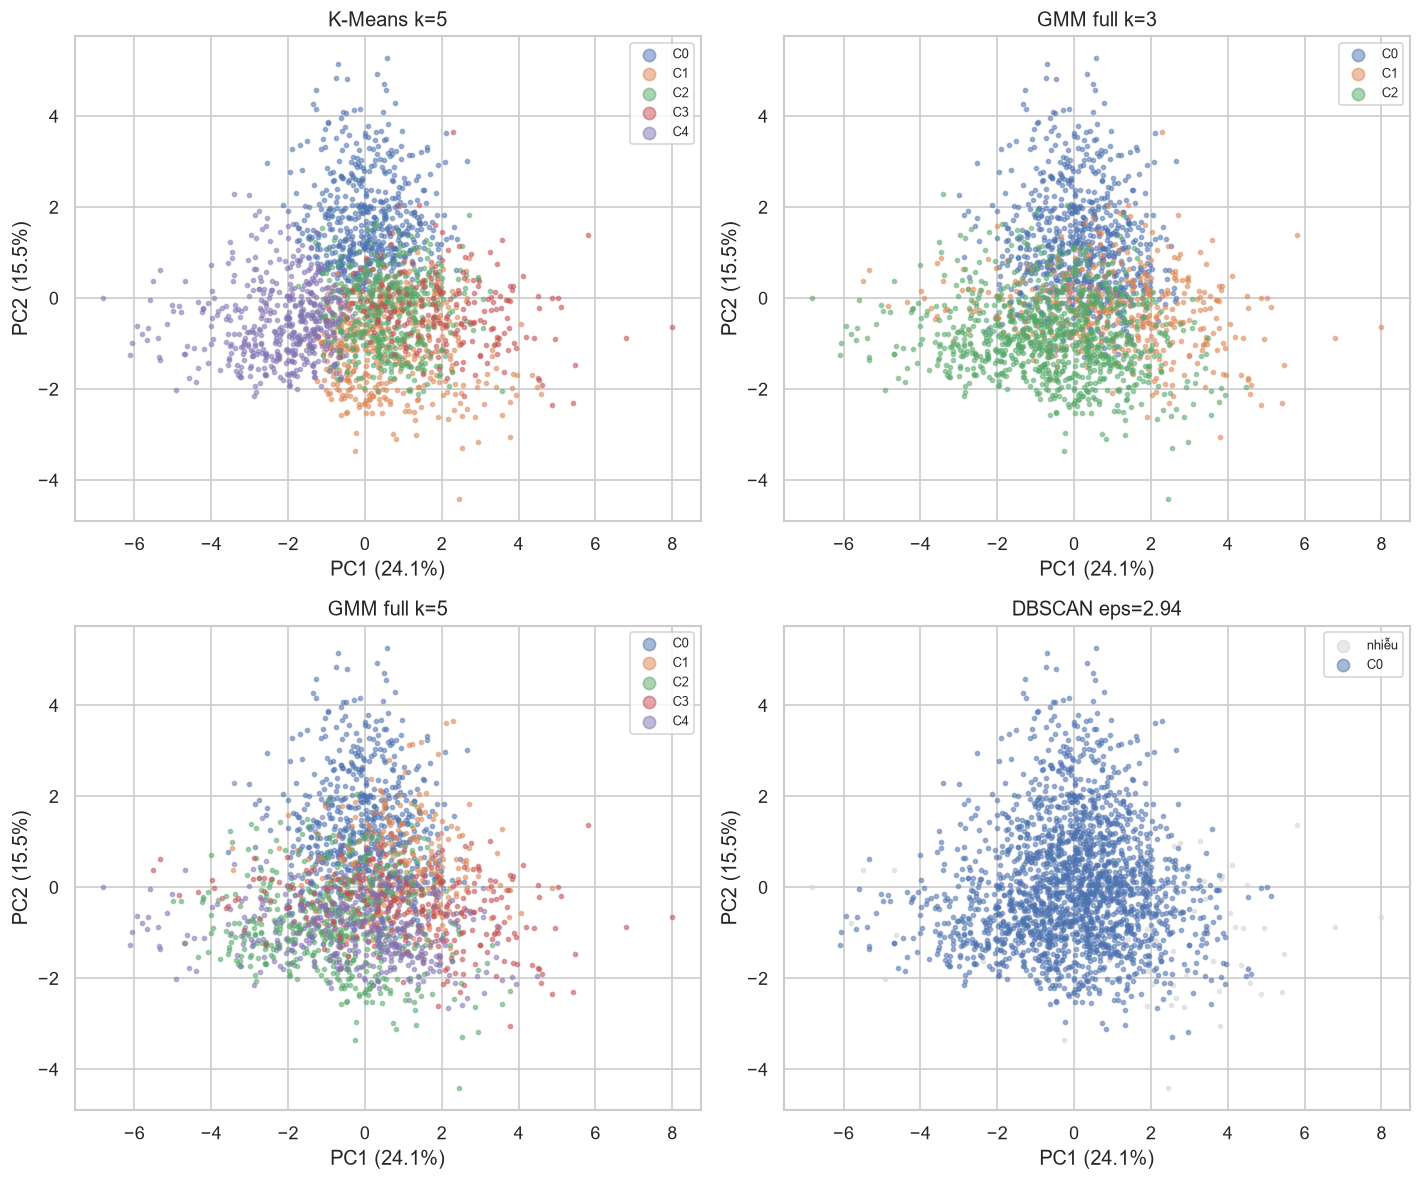 K-Means k=5
C0
C1
C2
C3
C4
4
2
0
−2
−4
PC2 (15.5%)
−6
−4
−2
0
2
4
6
8
PC1 (24.1%)
GMM full k=3
C0
C1
C2
4
2
0
−2
−4
PC2 (15.5%)
−6
−4
−2
0
2
4
6
8
PC1 (24.1%)
GMM full k=5
C0
C1
C2
C3
C4
4
2
0
−2
−4
PC2 (15.5%)
−6
−4
−2
0
2
4
6
8
PC1 (24.1%)
DBSCAN eps=2.94
nhiễu
C0
4
2
0
−2
−4
PC2 (15.5%)
−6
−4
−2
0
2
4
6
8
PC1 (24.1%)